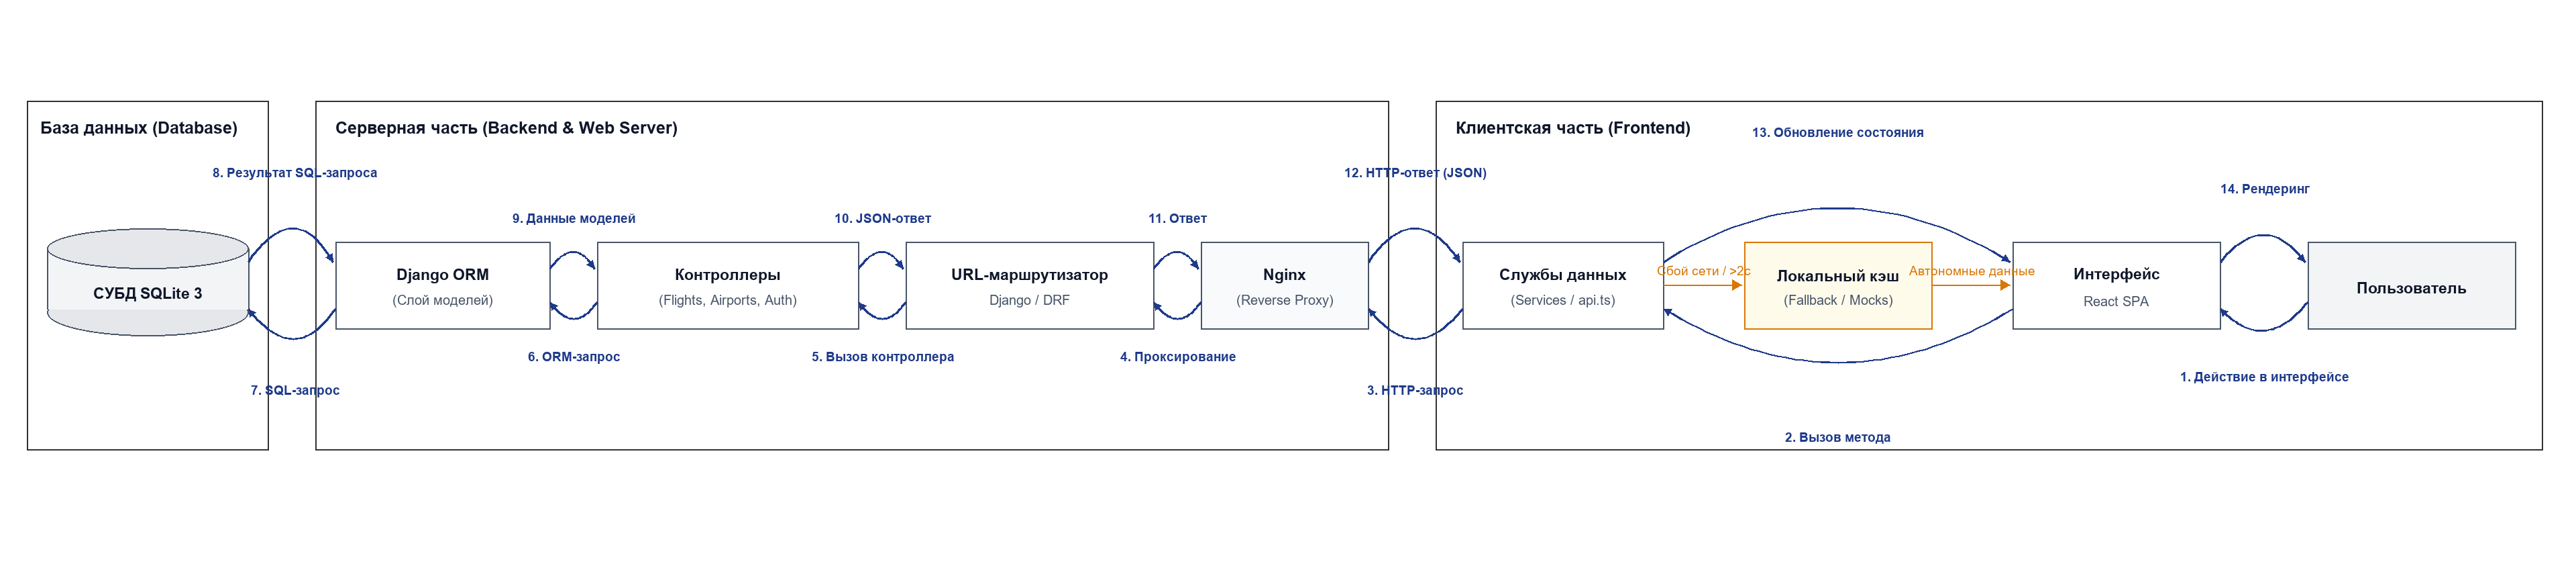 База данных (Database)
Серверная часть (Backend & Web Server)
Клиентская часть (Frontend)
13. Обновление состояния
8. Результат SQL-запроса
12. HTTP-ответ (JSON)
14. Рендеринг
9. Данные моделей
10. JSON-ответ
11. Ответ
СУБД SQLite 3
Django ORM
(Слой моделей)
Контроллеры
(Flights, Airports, Auth)
URL-маршрутизатор
Django / DRF
Nginx
(Reverse Proxy)
Службы данных
(Services / api.ts)
Сбой сети / >2с
Локальный кэш
(Fallback / Mocks)
Автономные данные
Интерфейс
React SPA
Пользователь
6. ORM-запрос
5. Вызов контроллера
4. Проксирование
7. SQL-запрос
3. HTTP-запрос
1. Действие в интерфейсе
2. Вызов метода